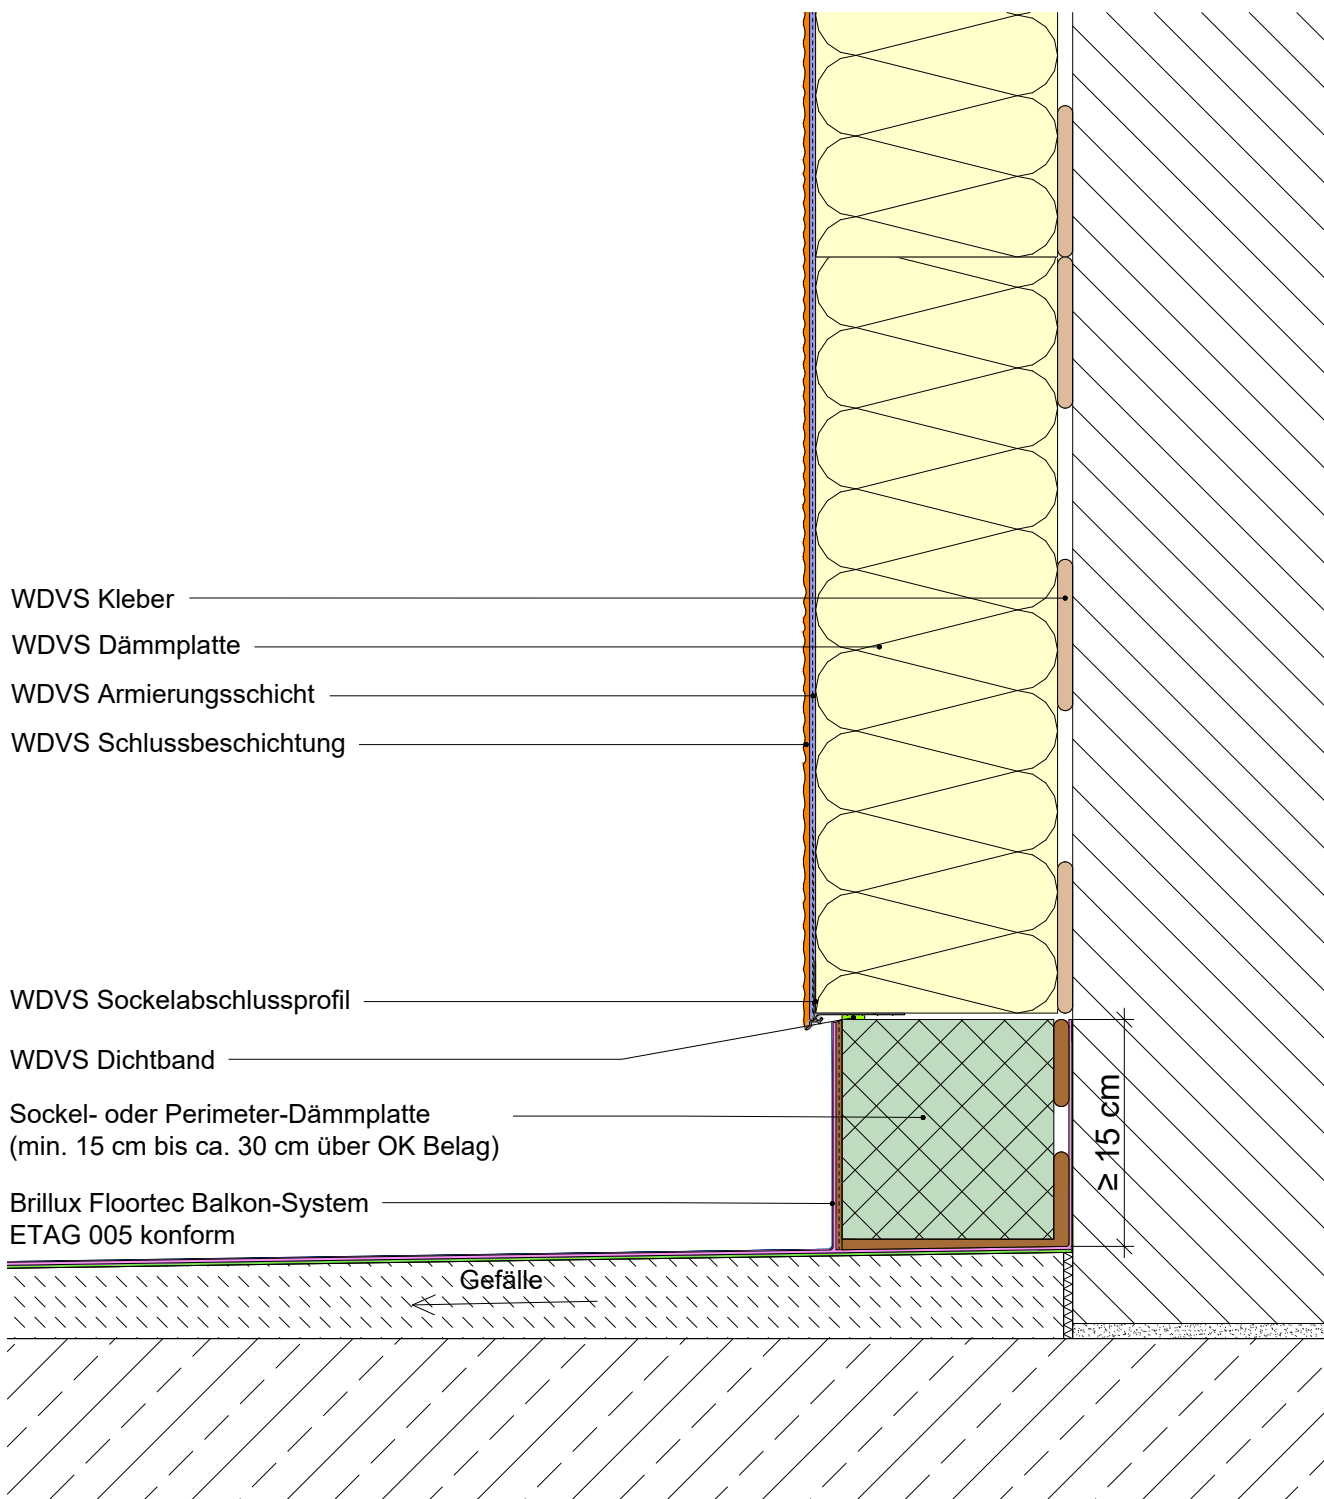 WDVS Kleber
WDVS Dämmplatte
WDVS Armierungsschicht
WDVS Schlussbeschichtung
WDVS Sockelabschlussprofil
WDVS Dichtband
Sockel- oder Perimeter-Dämmplatte
(min. 15 cm bis ca. 30 cm über OK Belag)
≥ 15 cm
Brillux Floortec Balkon-System
ETAG 005 konform
Gefälle